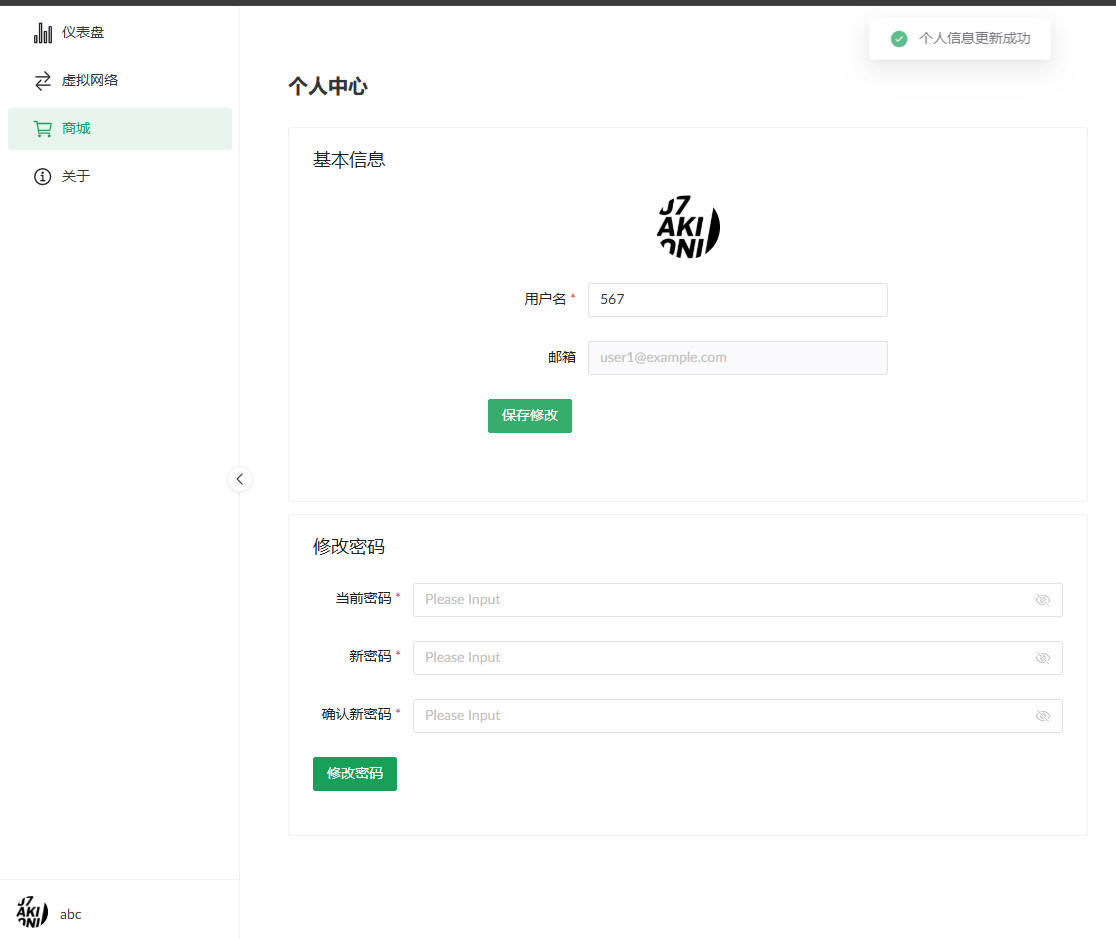 仪表盘
虚拟网络
商城
关于
个人信息更新成功
个人中心
基本信息
J7
AKI
ONI
用户名 *
567
邮箱
user1@example.com
保存修改
修改密码
当前密码 *
Please Input
新密码 *
Please Input
确认新密码 *
Please Input
修改密码
J7
AKI
ONI
abc